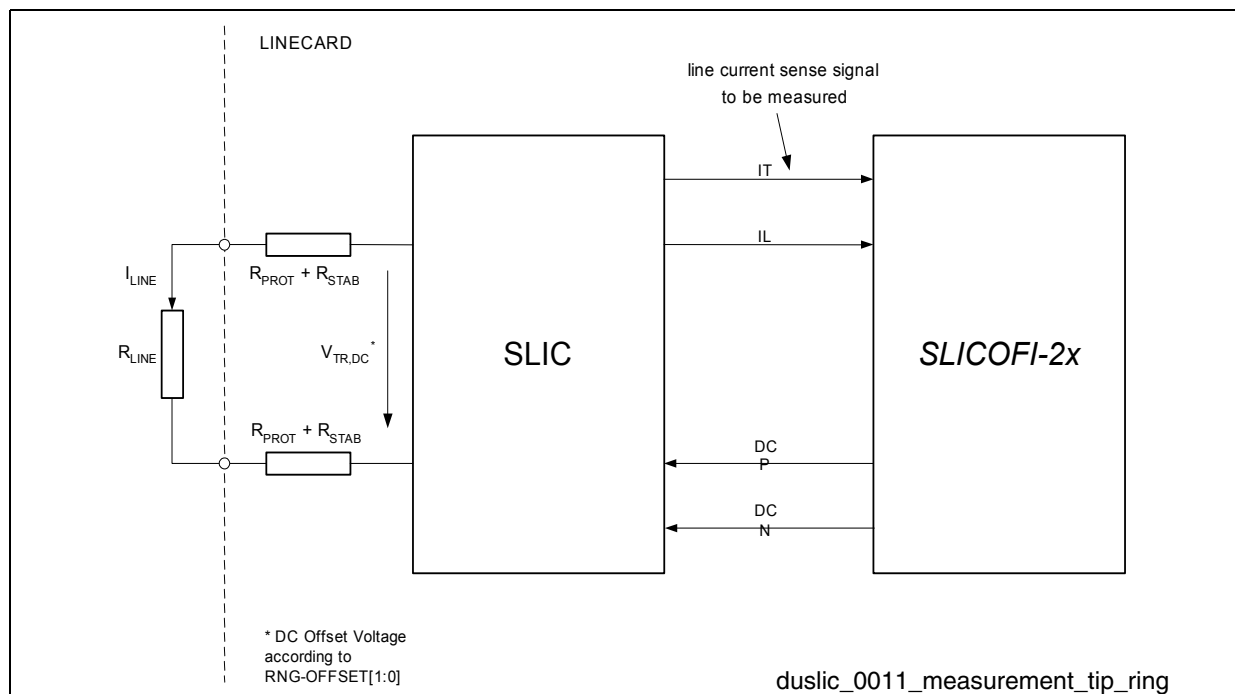 LINECARD
line current sense signal
to be measured
IT
IL
I_LINE
R_PROT + R_STAB
R_LINE
V_TR,DC*
SLIC
SLICOFI-2x
R_PROT + R_STAB
DC
P
DC
N
* DC Offset Voltage
according to
RNG-OFFSET[1:0]
duslic_0011_measurement_tip_ring